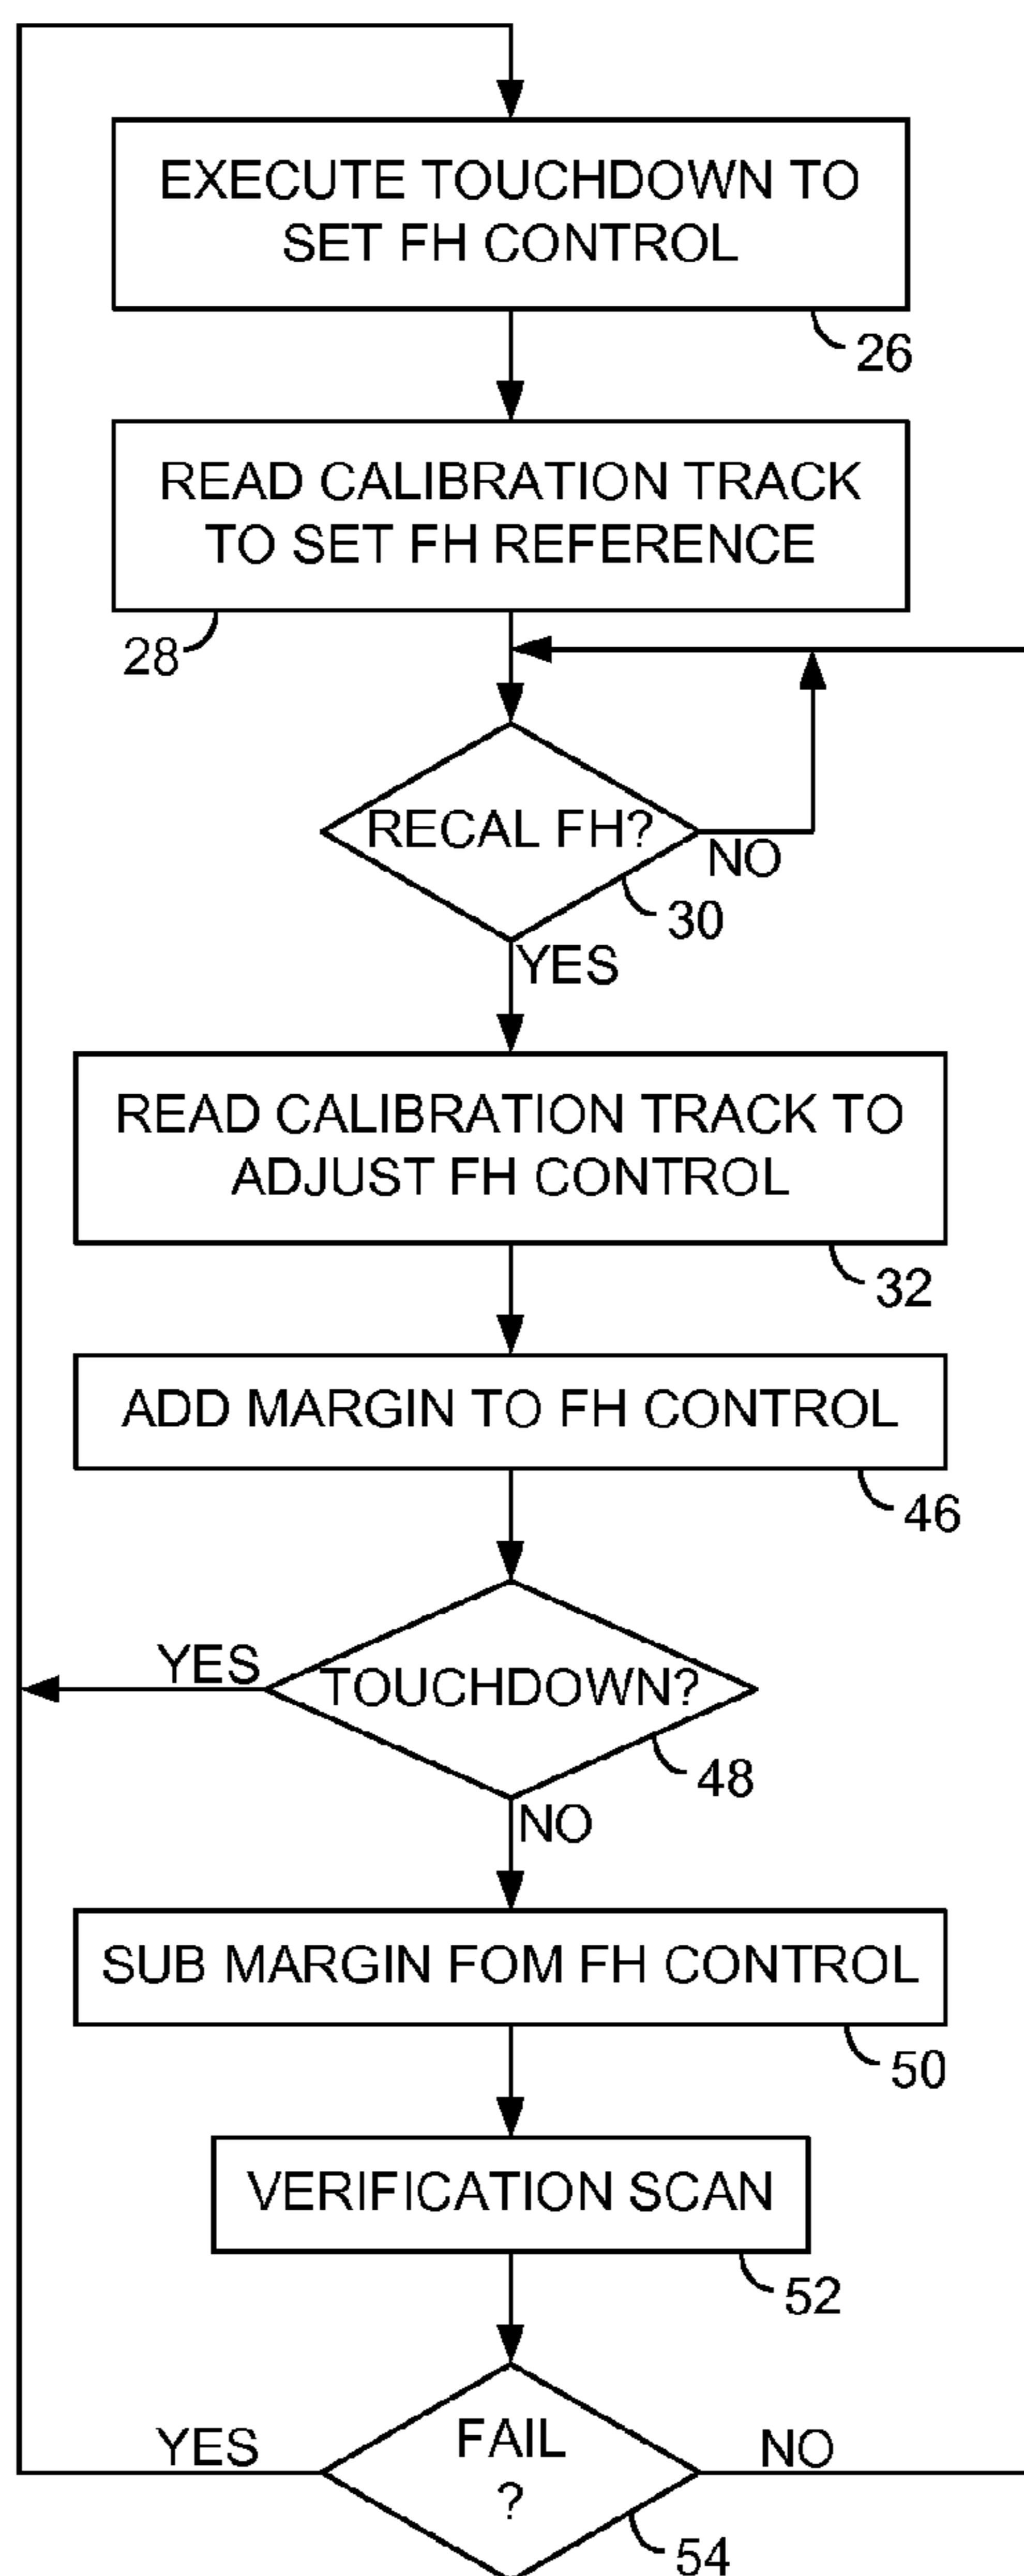 EXECUTE TOUCHDOWN TO
SET FH CONTROL
26
READ CALIBRATION TRACK
TO SET FH REFERENCE
28
RECAL FH?
NO
30
YES
READ CALIBRATION TRACK TO
ADJUST FH CONTROL
32
ADD MARGIN TO FH CONTROL
46
YES
TOUCHDOWN?
48
NO
SUB MARGIN FOM FH CONTROL
50
VERIFICATION SCAN
52
YES
FAIL
?
NO
54